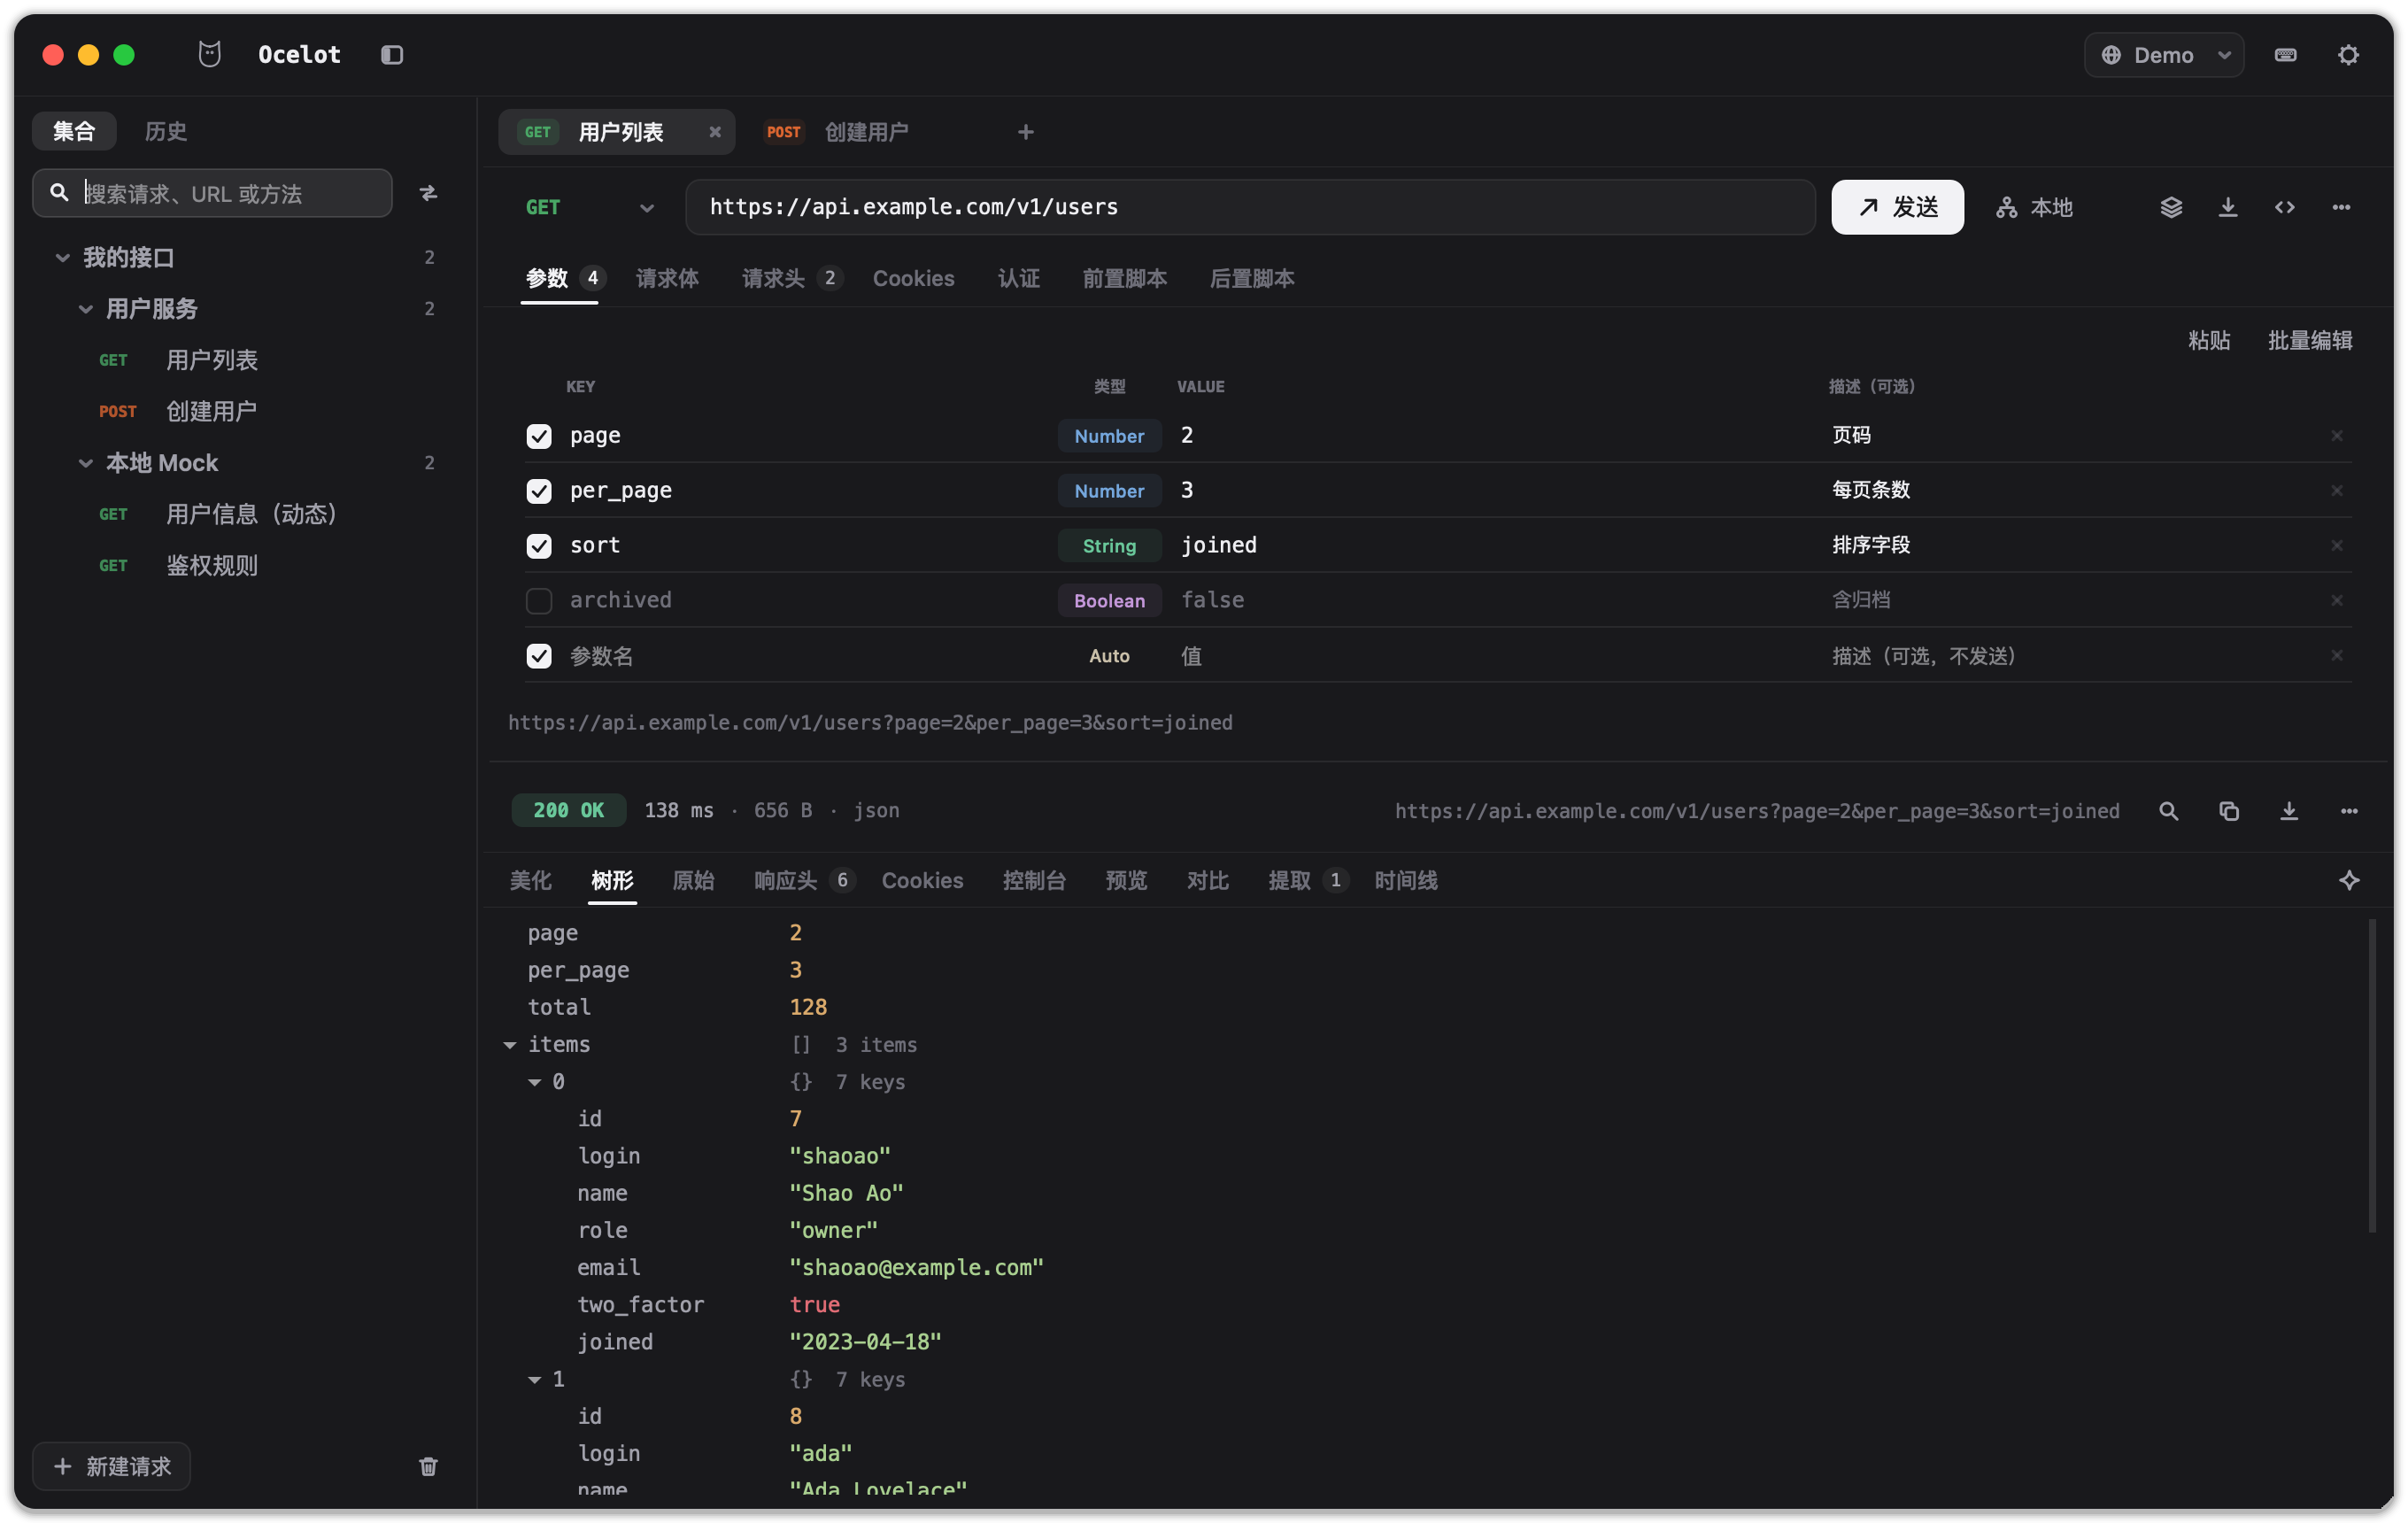 Ocelot
Demo
集合 历史
搜索请求、URL 或方法
我的接口 2
用户服务 2
GET 用户列表
POST 创建用户
本地 Mock 2
GET 用户信息（动态）
GET 鉴权规则
新建请求
GET 用户列表 POST 创建用户
GET https://api.example.com/v1/users 发送 本地
参数 4 请求体 请求头 2 Cookies 认证 前置脚本 后置脚本
粘贴 批量编辑
KEY 类型 VALUE 描述（可选）
page Number 2 页码
per_page Number 3 每页条数
sort String joined 排序字段
archived Boolean false 含归档
参数名 Auto 值 描述（可选，不发送）
https://api.example.com/v1/users?page=2&per_page=3&sort=joined
200 OK 138 ms · 656 B · json https://api.example.com/v1/users?page=2&per_page=3&sort=joined
美化 树形 原始 响应头 6 Cookies 控制台 预览 对比 提取 1 时间线
page 2
per_page 3
total 128
items [] 3 items
0 {} 7 keys
id 7
login "shaoao"
name "Shao Ao"
role "owner"
email "shaoao@example.com"
two_factor true
joined "2023-04-18"
1 {} 7 keys
id 8
login "ada"
name "Ada Lovelace"